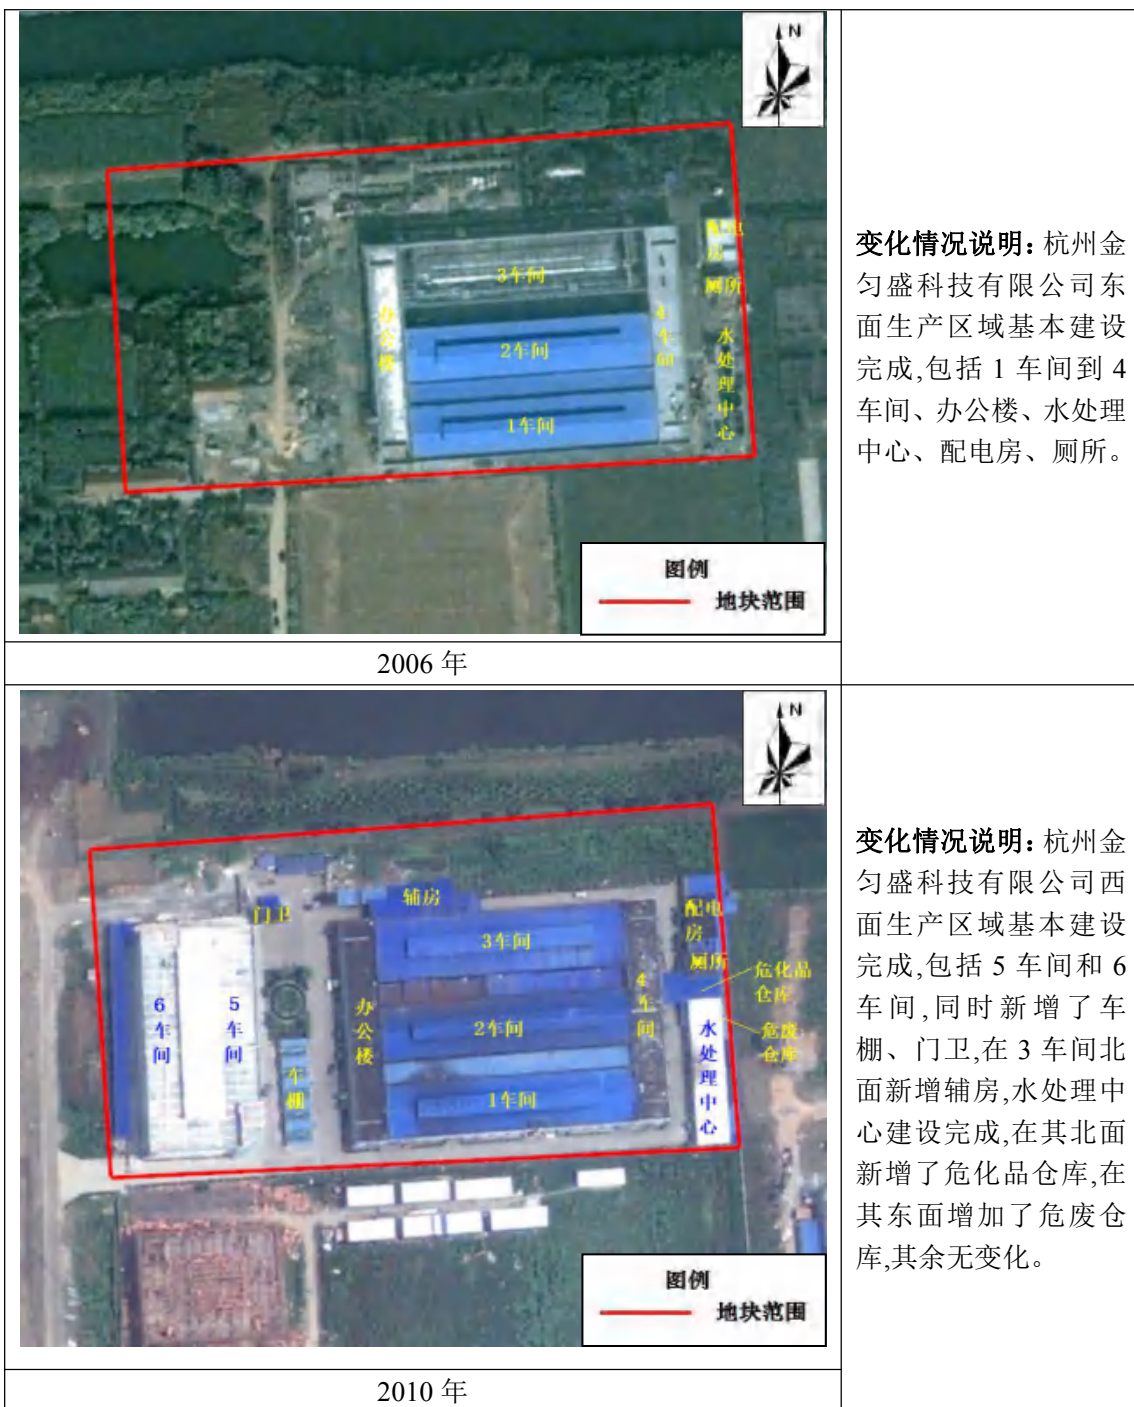 N
配电
房
3车间
厕所
办
公
楼
4
车
间
2车间
水
处
理
中
心
1车间
图例
地块范围
2006 年
变化情况说明：杭州金
匀盛科技有限公司东
面生产区域基本建设
完成,包括 1 车间到 4
车间、办公楼、水处理
中心、配电房、厕所。
N
辅房
门卫
配电
房
3车间
厕所
危化品
仓库
6
车
间
5
车
间
办
公
楼
4
车
间
2车间
水
处
理
中
心
危废
仓库
车
棚
1车间
图例
地块范围
2010 年
变化情况说明：杭州金
匀盛科技有限公司西
面生产区域基本建设
完成,包括 5 车间和 6
车间,同时新增了车
棚、门卫,在 3 车间北
面新增辅房,水处理中
心建设完成,在其北面
新增了危化品仓库,在
其东面增加了危废仓
库,其余无变化。